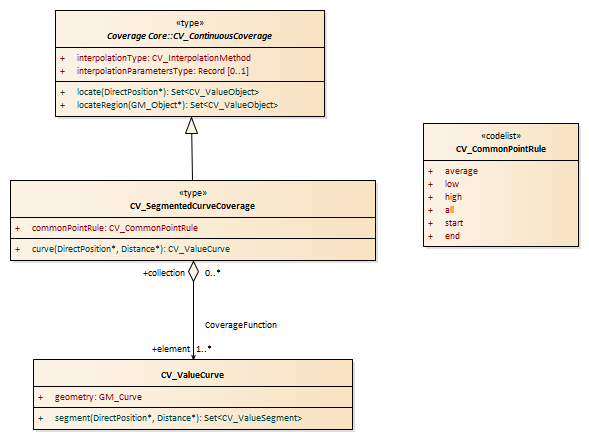 «type»
Coverage Core::CV_ContinuousCoverage
+ interpolationType: CV_InterpolationMethod
+ interpolationParametersType: Record [0..1]
+ locate(DirectPosition*): Set<CV_ValueObject>
+ locateRegion(GM_Object*): Set<CV_ValueObject>
«codelist»
CV_CommonPointRule
+ average
+ low
+ high
+ all
+ start
+ end
«type»
CV_SegmentedCurveCoverage
+ commonPointRule: CV_CommonPointRule
+ curve(DirectPosition*, Distance*): CV_ValueCurve
+collection 0..*
CoverageFunction
+element 1..*
CV_ValueCurve
+ geometry: GM_Curve
+ segment(DirectPosition*, Distance*): Set<CV_ValueSegment>